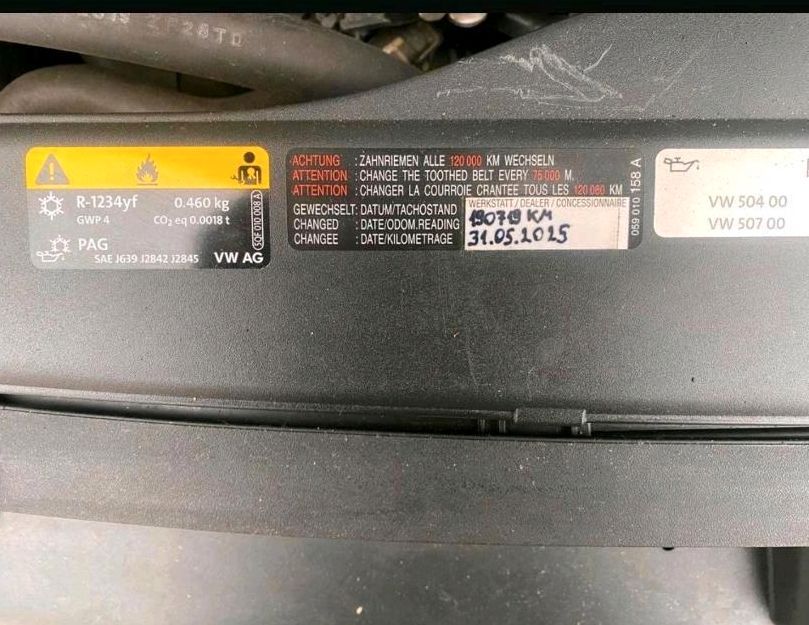 R-1234yf 0.460 kg
GWP 4 CO₂ eq 0.0018 t
PAG
SAE J639 J2842 J2845 VW AG
5QF 010 008 A
ACHTUNG : ZAHNRIEMEN ALLE 120 000 KM WECHSELN
ATTENTION : CHANGE THE TOOTHED BELT EVERY 75 000 M.
ATTENTION : CHANGER LA COURROIE CRANTEE TOUS LES 120 000 KM
WERKSTATT / DEALER / CONCESSIONNAIRE
GEWECHSELT: DATUM/TACHOSTAND
CHANGED : DATE/ODOM.READING
CHANGEE : DATE/KILOMETRAGE
190719 KM
31.05.2025
059 010 158 A
VW 504 00
VW 507 00